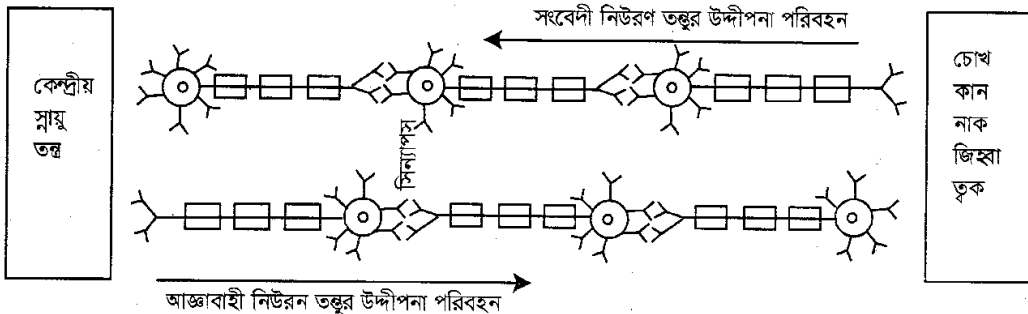 সংবেদী নিউরণ তন্তুর উদ্দীপনা পরিবহন
কেন্দ্রীয়
স্নায়ু
তন্ত্র
সিন্যাপস
চোখ
কান
নাক
জিহ্বা
ত্বক
আজ্ঞাবাহী নিউরন তন্তুর উদ্দীপনা পরিবহন